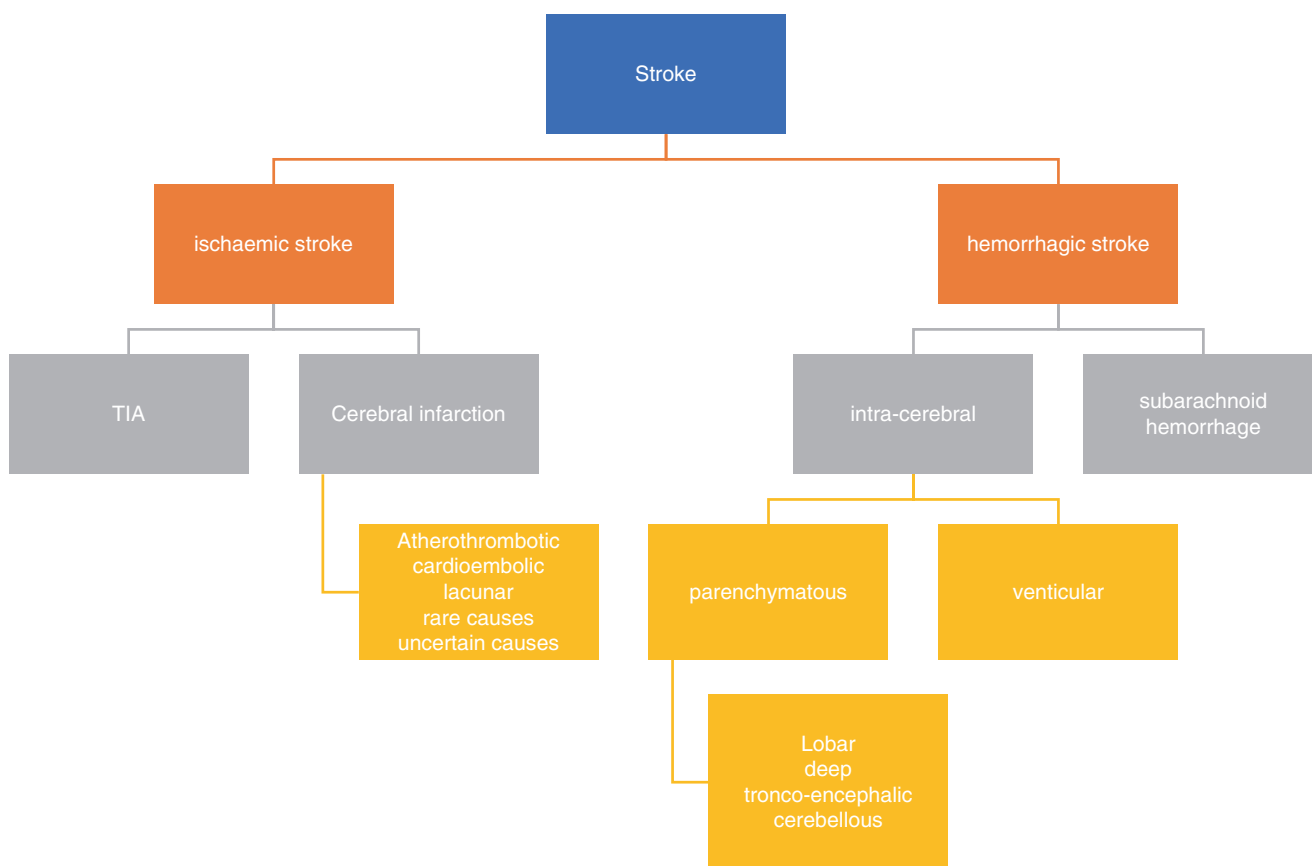 Stroke
ischaemic stroke
hemorrhagic stroke
TIA
Cerebral infarction
intra-cerebral
subarachnoid
hemorrhage
Atherothrombotic
cardioembolic
lacunar
rare causes
uncertain causes
parenchymatous
venticular
Lobar
deep
tronco-encephalic
cerebellous